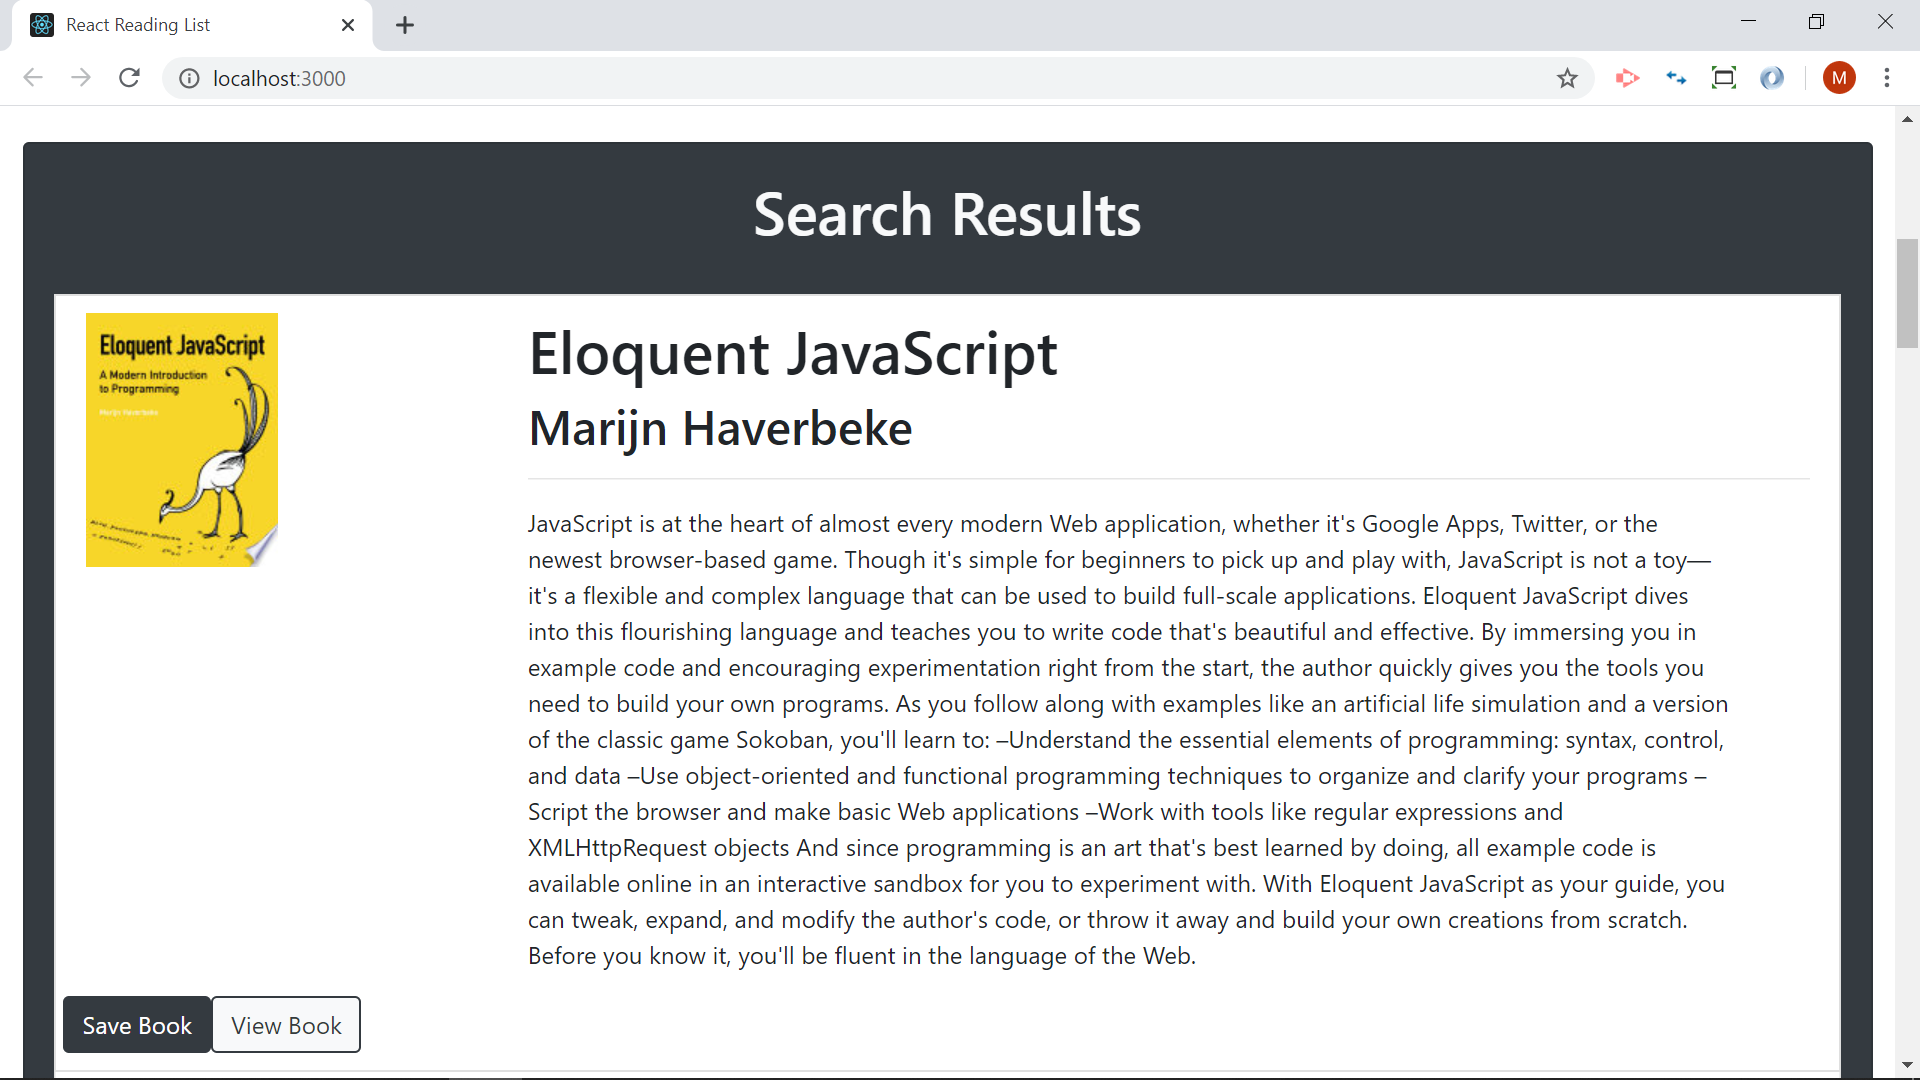 React Reading List
localhost:3000
M
Search Results
Eloquent JavaScript
A Modern Introduction
to Programming
Marijn Haverbeke
Eloquent JavaScript
Marijn Haverbeke
JavaScript is at the heart of almost every modern Web application, whether it's Google Apps, Twitter, or the
newest browser-based game. Though it's simple for beginners to pick up and play with, JavaScript is not a toy—
it's a flexible and complex language that can be used to build full-scale applications. Eloquent JavaScript dives
into this flourishing language and teaches you to write code that's beautiful and effective. By immersing you in
example code and encouraging experimentation right from the start, the author quickly gives you the tools you
need to build your own programs. As you follow along with examples like an artificial life simulation and a version
of the classic game Sokoban, you'll learn to: –Understand the essential elements of programming: syntax, control,
and data –Use object-oriented and functional programming techniques to organize and clarify your programs –
Script the browser and make basic Web applications –Work with tools like regular expressions and
XMLHttpRequest objects And since programming is an art that's best learned by doing, all example code is
available online in an interactive sandbox for you to experiment with. With Eloquent JavaScript as your guide, you
can tweak, expand, and modify the author's code, or throw it away and build your own creations from scratch.
Before you know it, you'll be fluent in the language of the Web.
Save Book
View Book